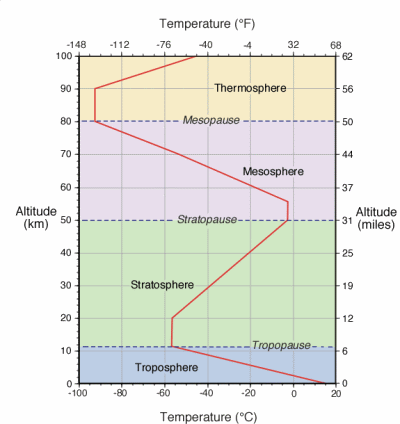 Temperature (°F)
-148 -112 -76 -40 -4 32 68
100 62
Thermosphere
90 56
80 Mesopause 50
70 44
Mesosphere
60 37
Altitude
(km)
50 Stratopause 31
Altitude
(miles)
40 25
Stratosphere
30 19
20 12
Tropopause
10 6
Troposphere
0 0
-100 -80 -60 -40 -20 0 20
Temperature (°C)